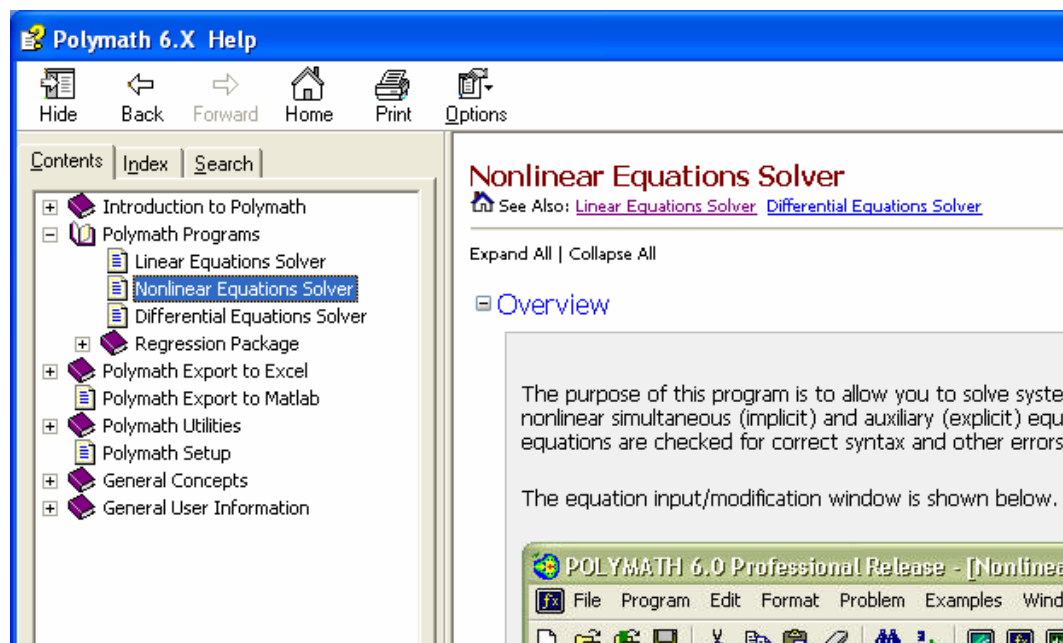 Polymath 6.X Help
Hide Back Forward Home Print Options
Contents Index Search
Introduction to Polymath
Polymath Programs
Linear Equations Solver
Nonlinear Equations Solver
Differential Equations Solver
Regression Package
Polymath Export to Excel
Polymath Export to Matlab
Polymath Utilities
Polymath Setup
General Concepts
General User Information
Nonlinear Equations Solver
See Also: Linear Equations Solver Differential Equations Solver
Expand All | Collapse All
Overview
The purpose of this program is to allow you to solve syste
nonlinear simultaneous (implicit) and auxiliary (explicit) equ
equations are checked for correct syntax and other errors
The equation input/modification window is shown below.
POLYMATH 6.0 Professional Release - [Nonlinea
File Program Edit Format Problem Examples Wind